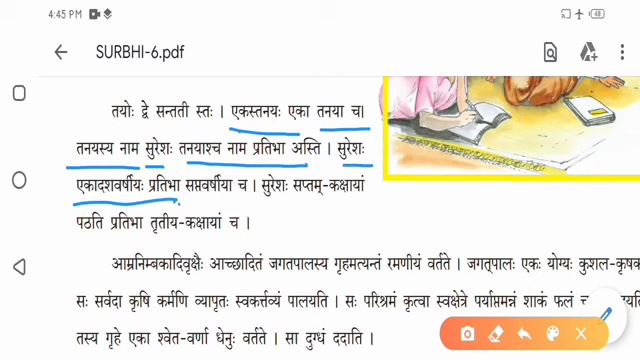 4:45 PM
48
SURBHI-6.pdf
तयोः द्वे सन्तती स्तः । एकस्तनयः एका तनया च।
तनयस्य नाम सुरेशः तनयाश्च नाम प्रतिभा अस्ति । सुरेशः
एकादशवर्षीयः प्रतिभा सप्तवर्षीया च । सुरेशः सप्तम्-कक्षायां
पठति प्रतिभा तृतीय-कक्षायां च ।
आम्रनिम्बकादिवृक्षैः आच्छादितं जगतपालस्य गृहमत्यन्तं रमणीयं वर्तते । जगत्पालः एकः योग्यः कुशल-कृषक
सः सर्वदा कृषि कर्मणि व्यापृतः स्वकर्त्तव्यं पालयति । सः परिश्रमं कृत्वा स्वक्षेत्रे पर्याप्तमन्नं शाकं फलं च
तस्य गृहे एका श्वेत-वर्णा धेनुः वर्तते । सा दुग्धं ददाति ।